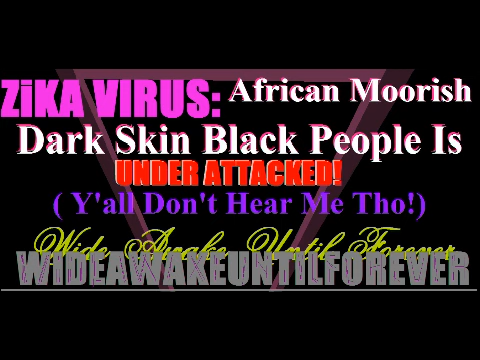 ZiKA VIRUS: African Moorish
Dark Skin Black People Is
UNDER ATTACKED!
( Y'all Don't Hear Me Tho!)
Wide Awake Until Forever
WIDEAWAKEUNTILFOREVER